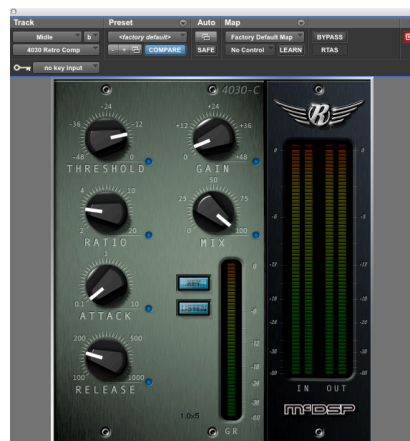 Track Preset Auto Map
Midle b <factory default> Factory Default Map BYPASS
4030 Retro Comp - + COMPARE SAFE No Control LEARN RTAS
no key input
4030-C
-24
-36 -12 +12 +24 +36
-48 0 0 +48
THRESHOLD GAIN
50
4 10 25 75
2 20 0 100
RATIO MIX
1
0.1 10
ATTACK
KEY
LISTEN
200 500
100 1000
RELEASE
1.0x5
GR
R
IN OUT
McDSP